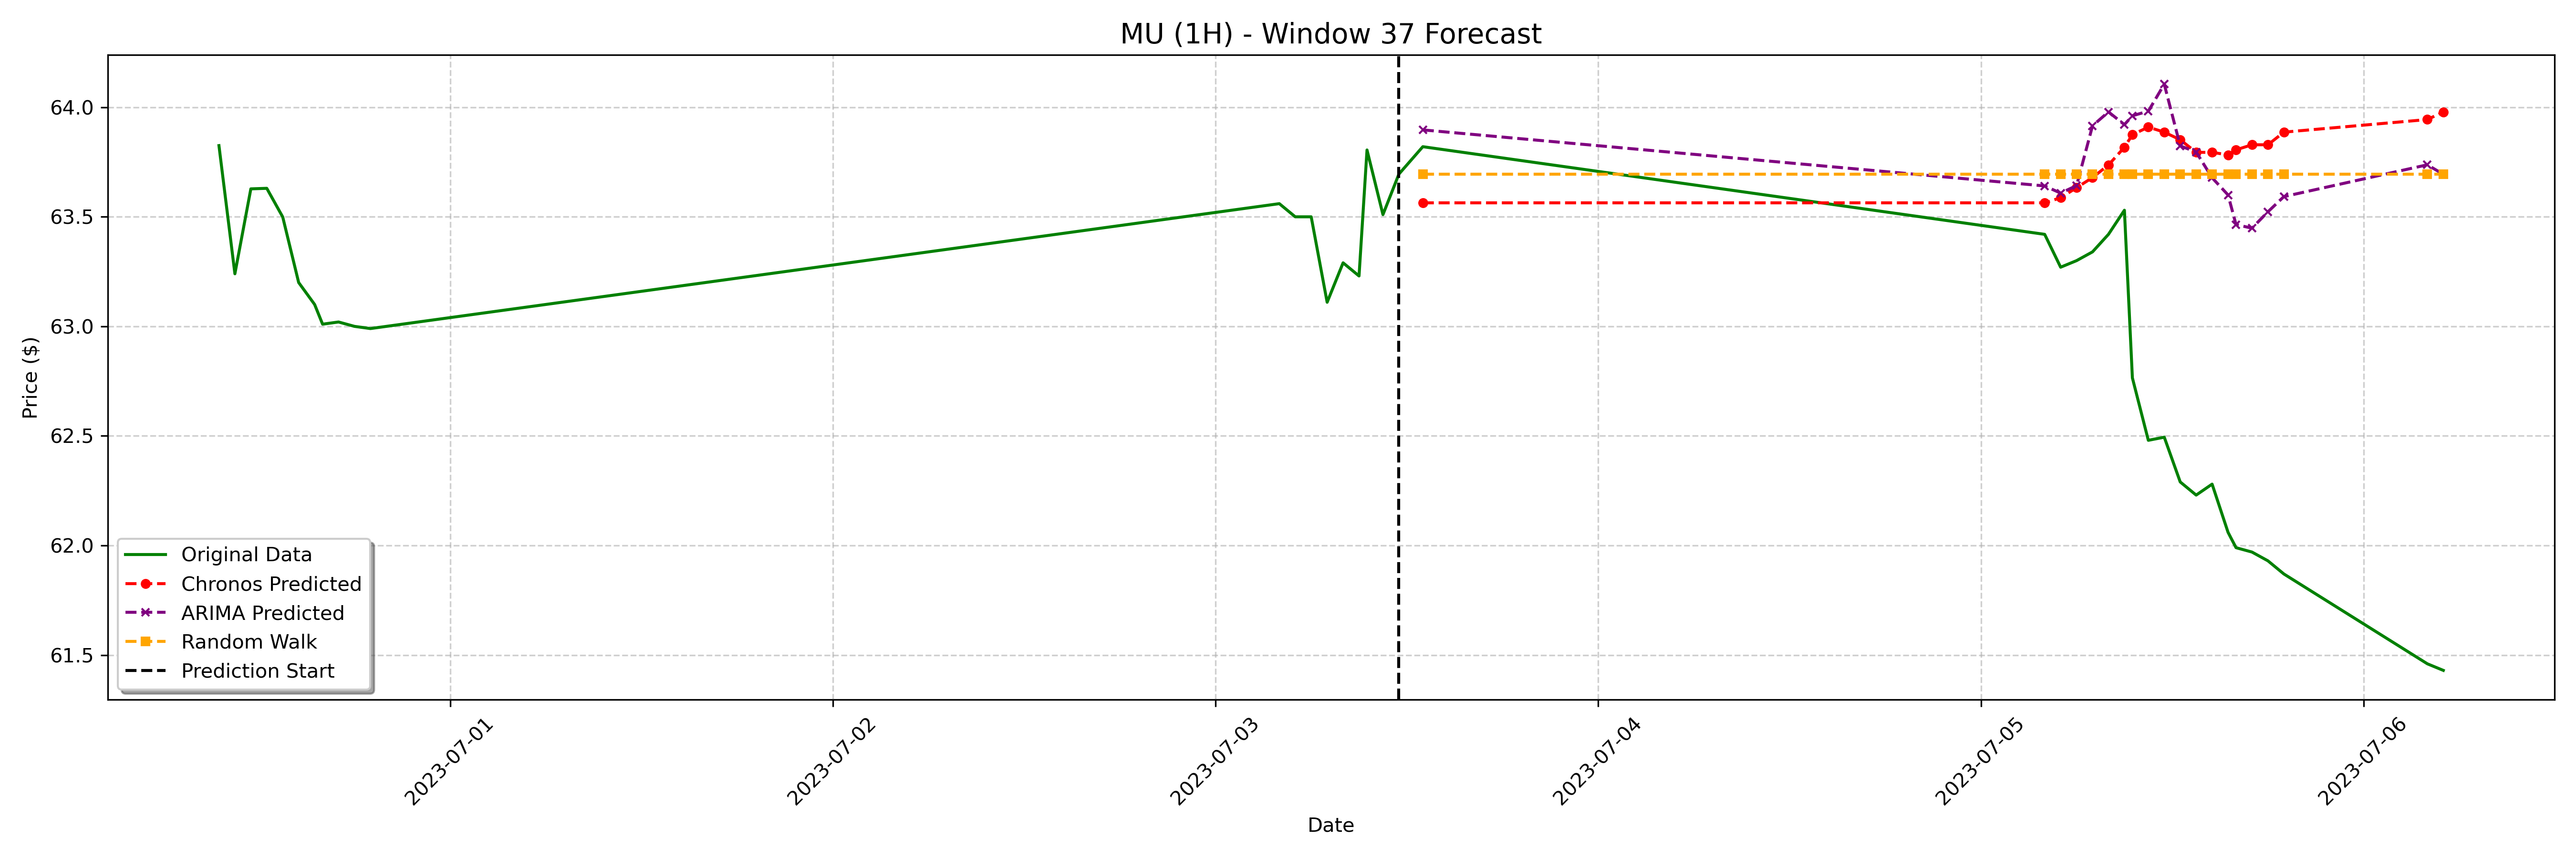 MU (1H) - Window 37 Forecast
Price ($)
64.0
63.5
63.0
62.5
62.0
61.5
Original Data
Chronos Predicted
ARIMA Predicted
Random Walk
Prediction Start
2023-07-01
2023-07-02
2023-07-03
2023-07-04
2023-07-05
2023-07-06
Date